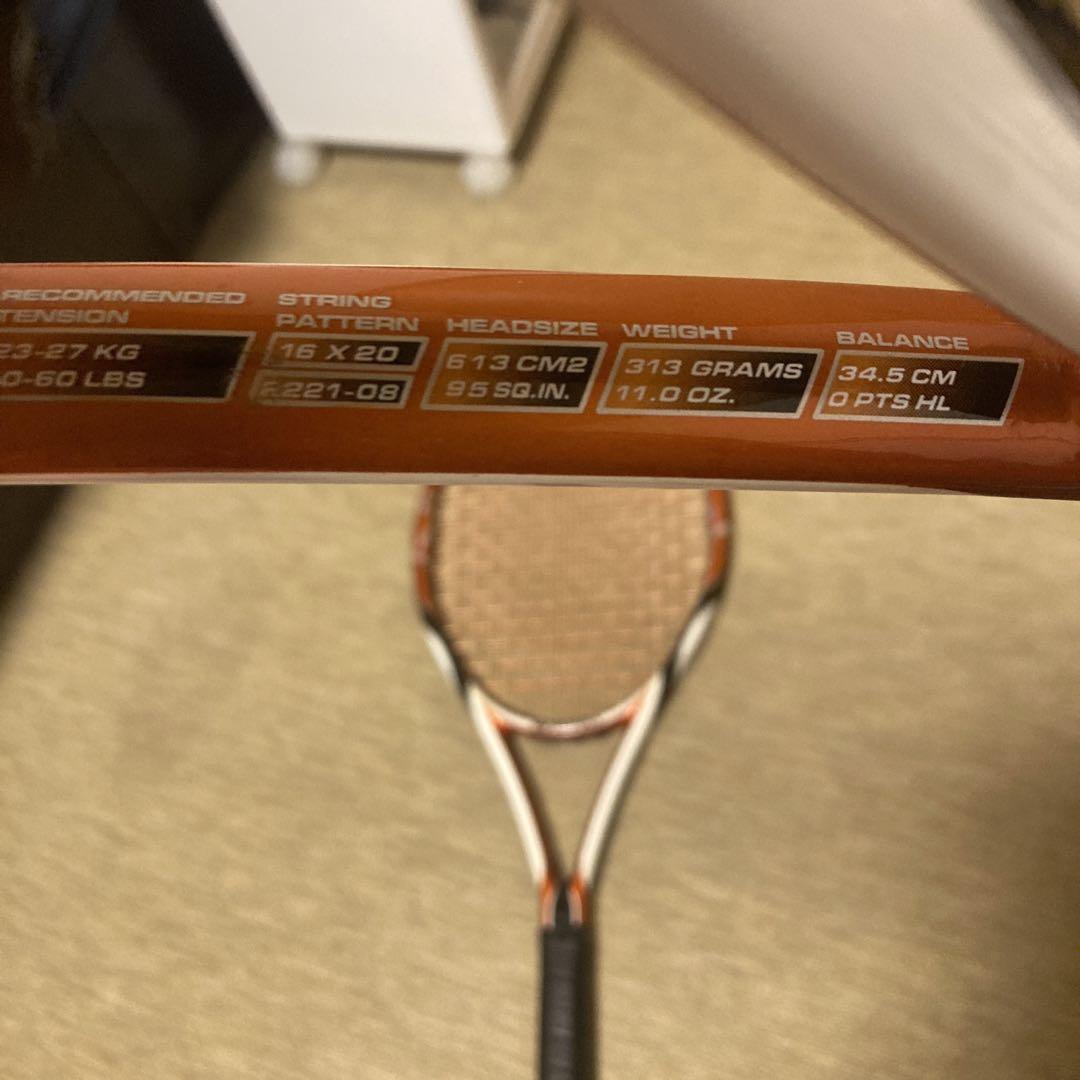 RECOMMENDED
TENSION
23-27 KG
0-60 LBS
STRING
PATTERN
16 X 20
221-08
HEADSIZE
613 CM2
95 SQ.IN.
WEIGHT
313 GRAMS
11.0 OZ.
BALANCE
34.5 CM
0 PTS HL